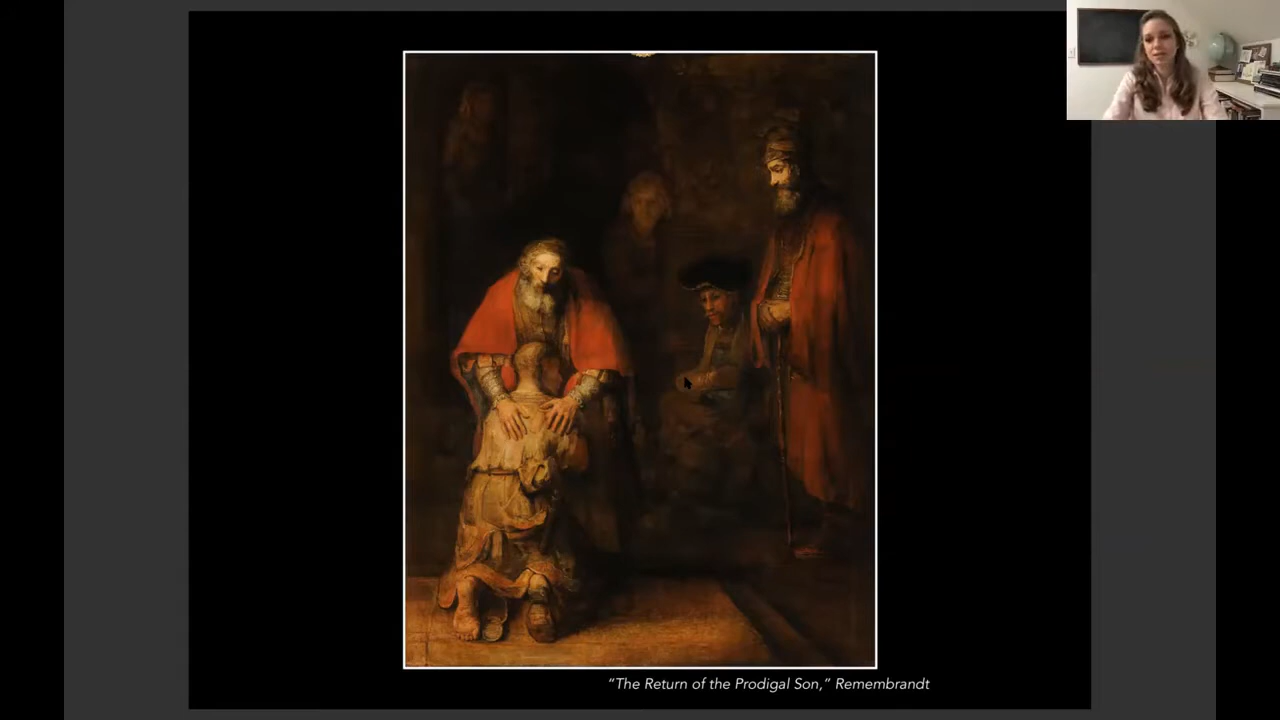 “The Return of the Prodigal Son,” Remembrandt